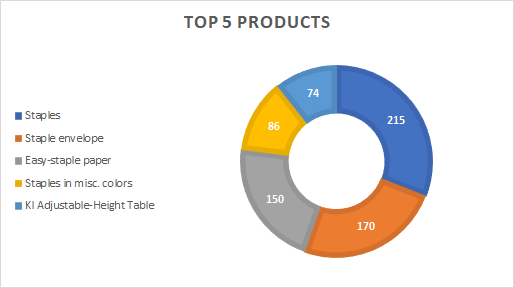 TOP 5 PRODUCTS
Staples
Staple envelope
Easy-staple paper
Staples in misc. colors
KI Adjustable-Height Table
215
170
150
86
74